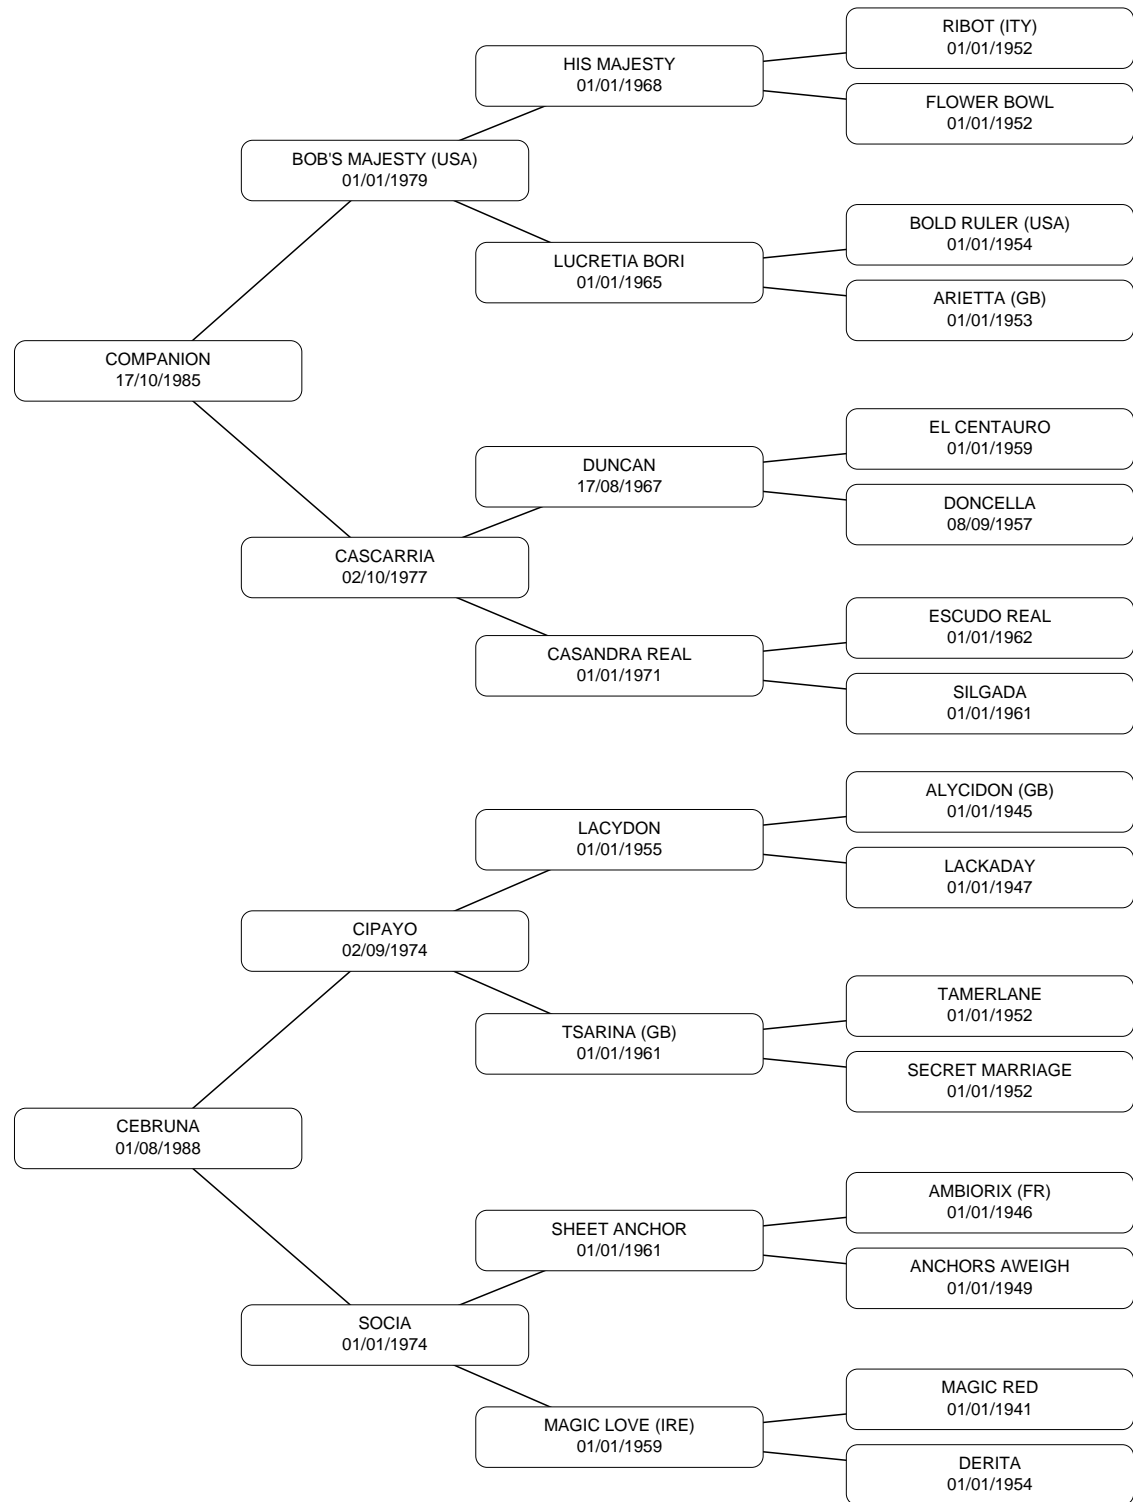 RIBOT (ITY)
01/01/1952
HIS MAJESTY
01/01/1968
FLOWER BOWL
01/01/1952
BOB'S MAJESTY (USA)
01/01/1979
BOLD RULER (USA)
01/01/1954
LUCRETIA BORI
01/01/1965
ARIETTA (GB)
01/01/1953
COMPANION
17/10/1985
EL CENTAURO
01/01/1959
DUNCAN
17/08/1967
DONCELLA
08/09/1957
CASCARRIA
02/10/1977
ESCUDO REAL
01/01/1962
CASANDRA REAL
01/01/1971
SILGADA
01/01/1961
ALYCIDON (GB)
01/01/1945
LACYDON
01/01/1955
LACKADAY
01/01/1947
CIPAYO
02/09/1974
TAMERLANE
01/01/1952
TSARINA (GB)
01/01/1961
SECRET MARRIAGE
01/01/1952
CEBRUNA
01/08/1988
AMBIORIX (FR)
01/01/1946
SHEET ANCHOR
01/01/1961
ANCHORS AWEIGH
01/01/1949
SOCIA
01/01/1974
MAGIC RED
01/01/1941
MAGIC LOVE (IRE)
01/01/1959
DERITA
01/01/1954